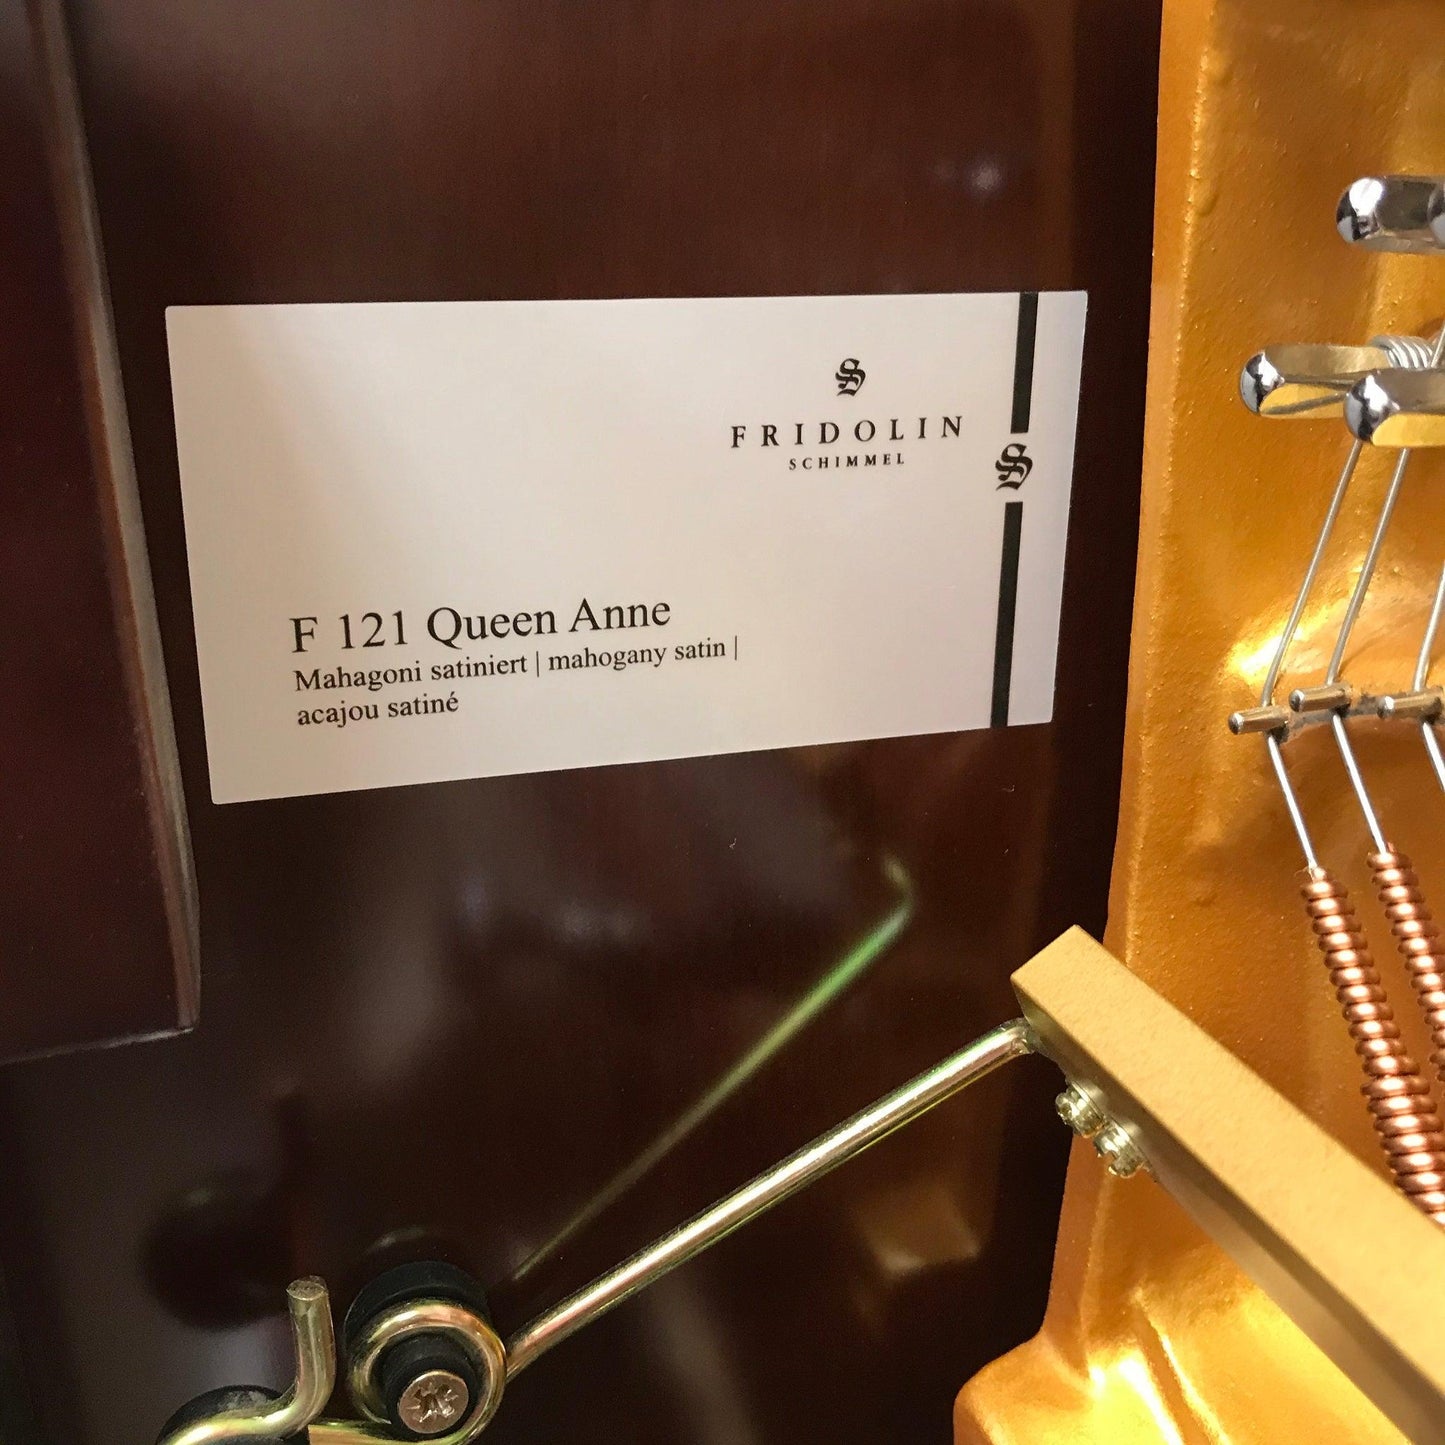 S
FRIDOLIN
SCHIMMEL
S
F 121 Queen Anne
Mahagoni satiniert | mahogany satin |
acajou satiné